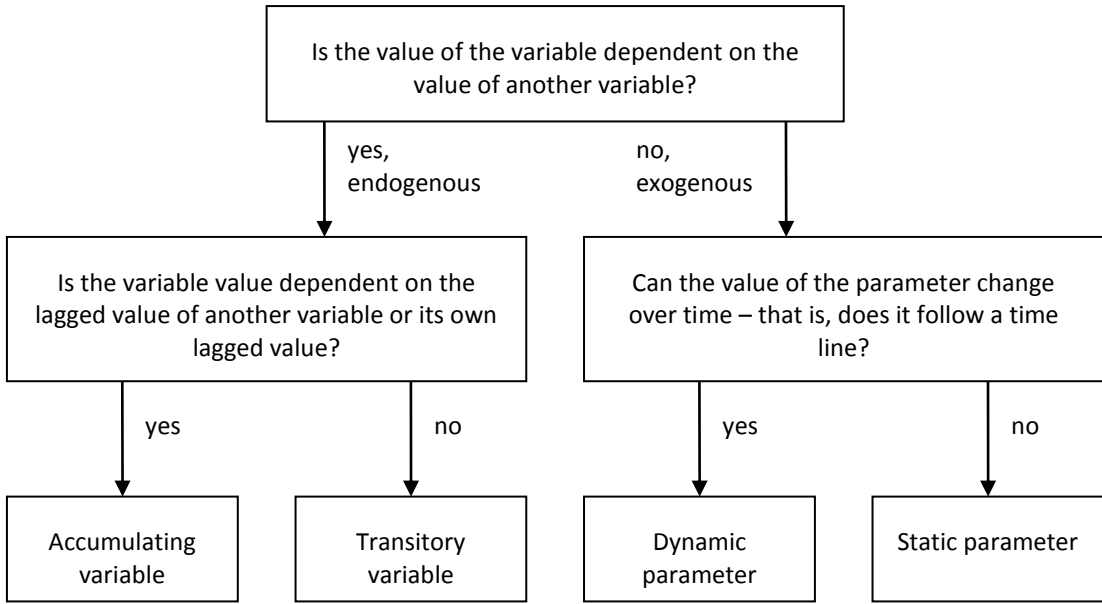 Is the value of the variable dependent on the
value of another variable?
yes,
endogenous
no,
exogenous
Is the variable value dependent on the
lagged value of another variable or its own
lagged value?
Can the value of the parameter change
over time – that is, does it follow a time
line?
yes
no
yes
no
Accumulating
variable
Transitory
variable
Dynamic
parameter
Static parameter